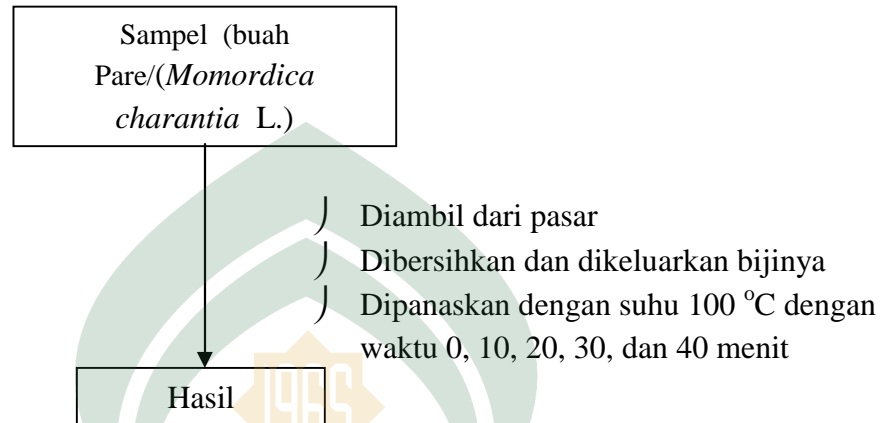 Sampel (buah
Pare/(Momordica
charantia L.)
Diambil dari pasar
Dibersihkan dan dikeluarkan bijinya
Dipanaskan dengan suhu 100 °C dengan
waktu 0, 10, 20, 30, dan 40 menit
Hasil
1965